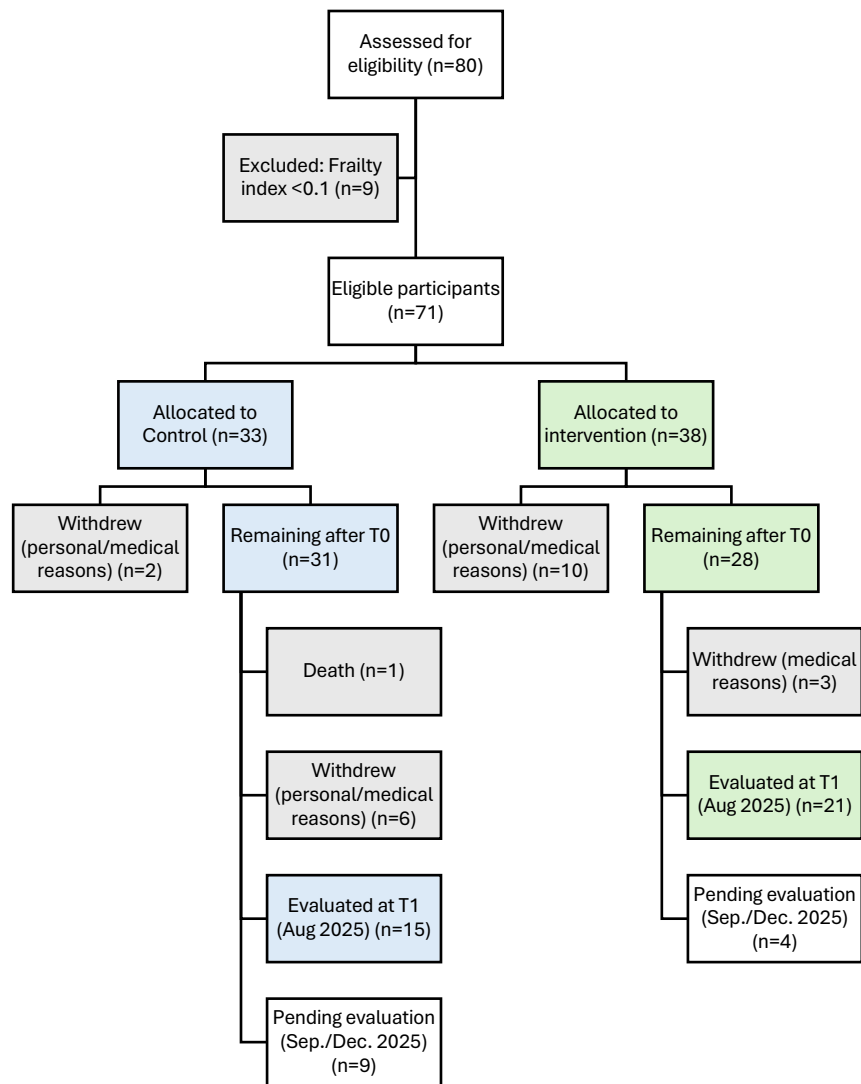 Assessed for
eligibility (n=80)
Excluded: Frailty
index <0.1 (n=9)
Eligible participants
(n=71)
Allocated to
Control (n=33)
Allocated to
intervention (n=38)
Withdrew
(personal/medical
reasons) (n=2)
Remaining after T0
(n=31)
Withdrew
(personal/medical
reasons) (n=10)
Remaining after T0
(n=28)
Death (n=1)
Withdrew
(personal/medical
reasons) (n=6)
Evaluated at T1
(Aug 2025) (n=15)
Pending evaluation
(Sep./Dec. 2025)
(n=9)
Withdrew (medical
reasons) (n=3)
Evaluated at T1
(Aug 2025) (n=21)
Pending evaluation
(Sep./Dec. 2025)
(n=4)